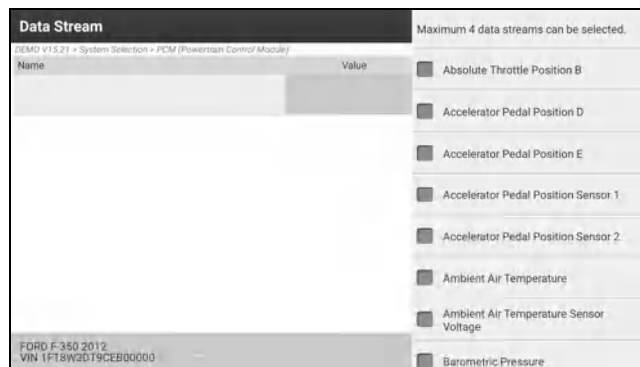 Data Stream
Maximum 4 data streams can be selected.
DEMO V15.21 > System Selection > PCM (Powertrain Control Module)
Name
Value
Absolute Throttle Position B
Accelerator Pedal Position D
Accelerator Pedal Position E
Accelerator Pedal Position Sensor 1
Accelerator Pedal Position Sensor 2
Ambient Air Temperature
Ambient Air Temperature Sensor
Voltage
Barometric Pressure
FORD F-350 2012
VIN 1FT8W3DT9CEB00000